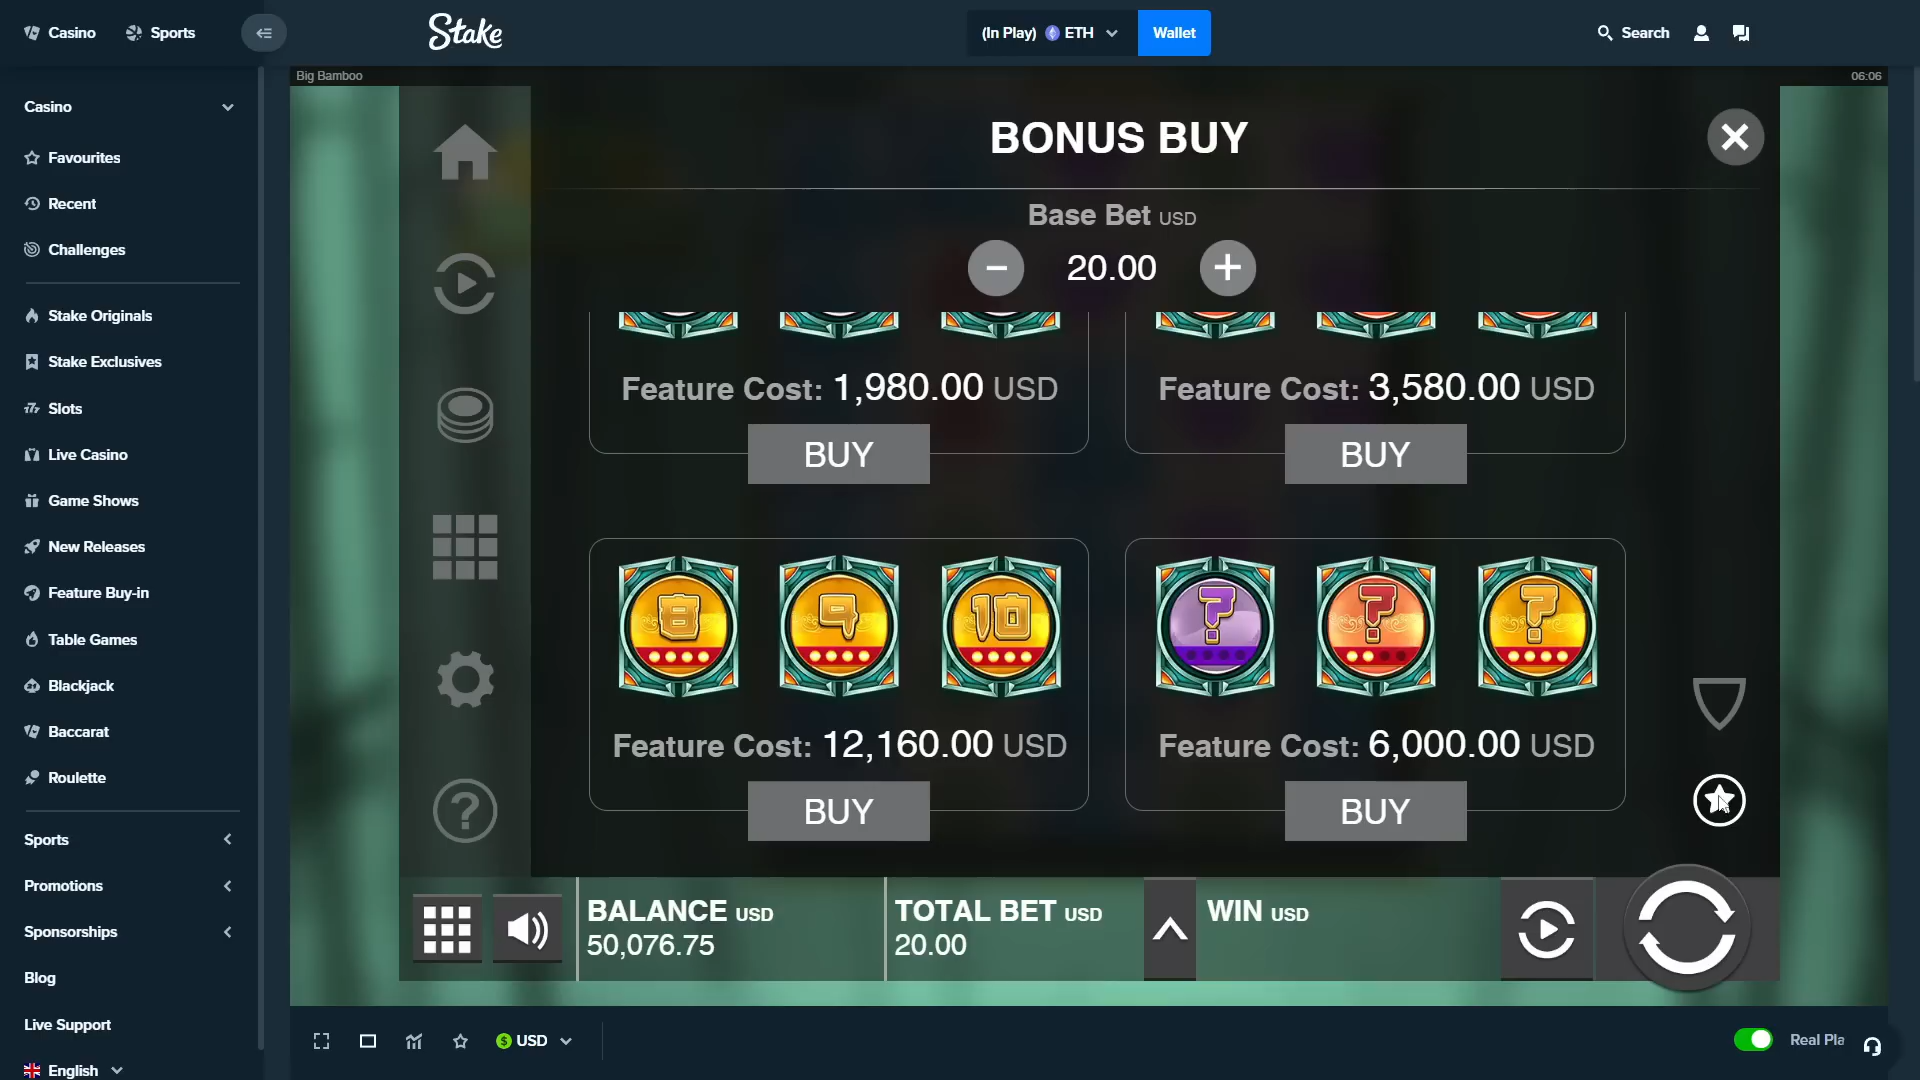 Casino
Sports
Stake
(In Play) ETH
Wallet
Search
Big Bamboo
06:06
Casino
Favourites
Recent
Challenges
Stake Originals
Stake Exclusives
Slots
Live Casino
Game Shows
New Releases
Feature Buy-in
Table Games
Blackjack
Baccarat
Roulette
Sports
Promotions
Sponsorships
Blog
Live Support
English
BONUS BUY
Base Bet USD
20.00
Feature Cost: 1,980.00 USD
BUY
Feature Cost: 3,580.00 USD
BUY
8 9 10
Feature Cost: 12,160.00 USD
BUY
? ? ?
Feature Cost: 6,000.00 USD
BUY
?
BALANCE USD
50,076.75
TOTAL BET USD
20.00
WIN USD
$ USD
Real Pla